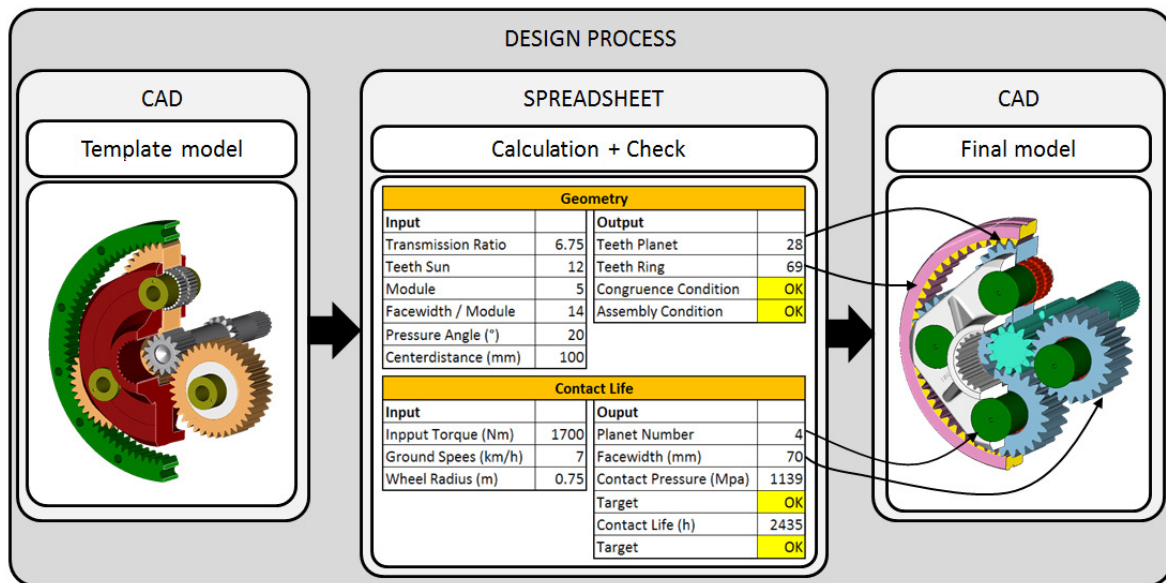 DESIGN PROCESS
CAD
Template model
SPREADSHEET
Calculation + Check
Geometry
Input
Transmission Ratio 6.75
Teeth Sun 12
Module 5
Facewidth / Module 14
Pressure Angle (°) 20
Centerdistance (mm) 100
Output
Teeth Planet 28
Teeth Ring 69
Congruence Condition OK
Assembly Condition OK
Contact Life
Input
Inpput Torque (Nm) 1700
Ground Spees (km/h) 7
Wheel Radius (m) 0.75
Ouput
Planet Number 4
Facewidth (mm) 70
Contact Pressure (Mpa) 1139
Target OK
Contact Life (h) 2435
Target OK
CAD
Final model